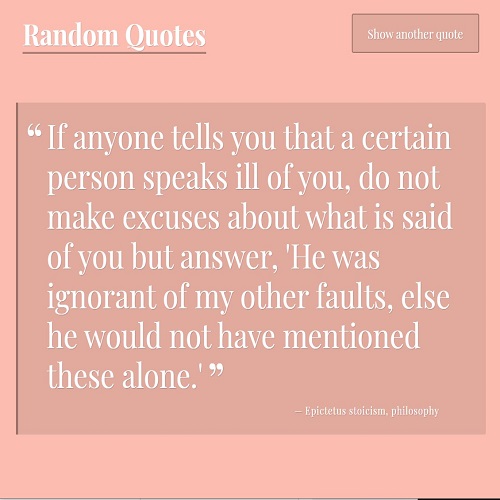 Random Quotes
Show another quote
“ If anyone tells you that a certain
person speaks ill of you, do not
make excuses about what is said
of you but answer, 'He was
ignorant of my other faults, else
he would not have mentioned
these alone.' ”
– Epictetus stoicism, philosophy